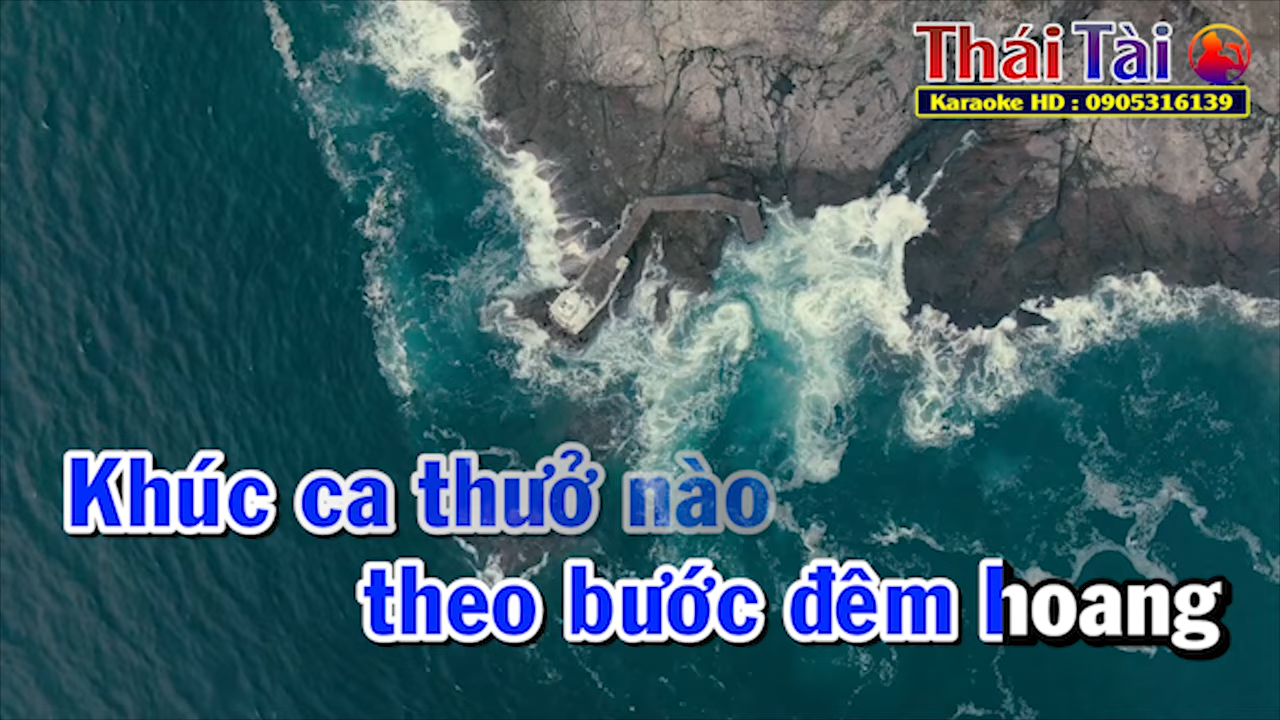 Thái Tài
Karaoke HD : 0905316139
Khúc ca thưở nào
theo bước đêm hoang